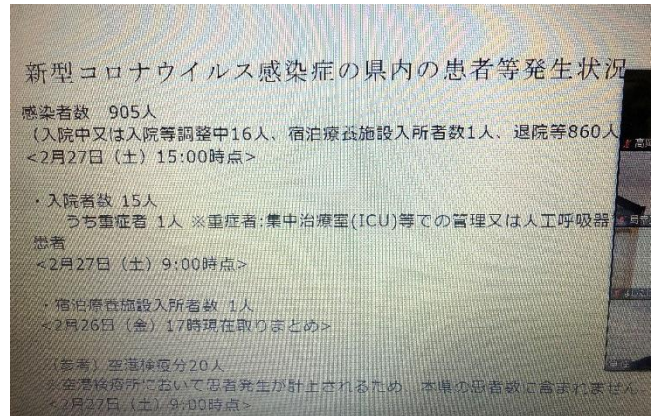 新型コロナウイルス感染症の県内の患者等発生状況
感染者数 905人
(入院中又は入院等調整中16人、宿泊療養施設入所者数1人、退院等860人
<2月27日（土）15:00時点>
・入院者数 15人
うち重症者 1人 ※重症者:集中治療室(ICU)等での管理又は人工呼吸器
患者
<2月27日（土）9:00時点>
・宿泊療養施設入所者数 1人
<2月26日（金）17時現在取りまとめ>
(参考) 空港検疫分20人
※空港検疫所において患者発生が計上されるため、本県の患者数に含まれません
<2月27日（土）9:00時点>